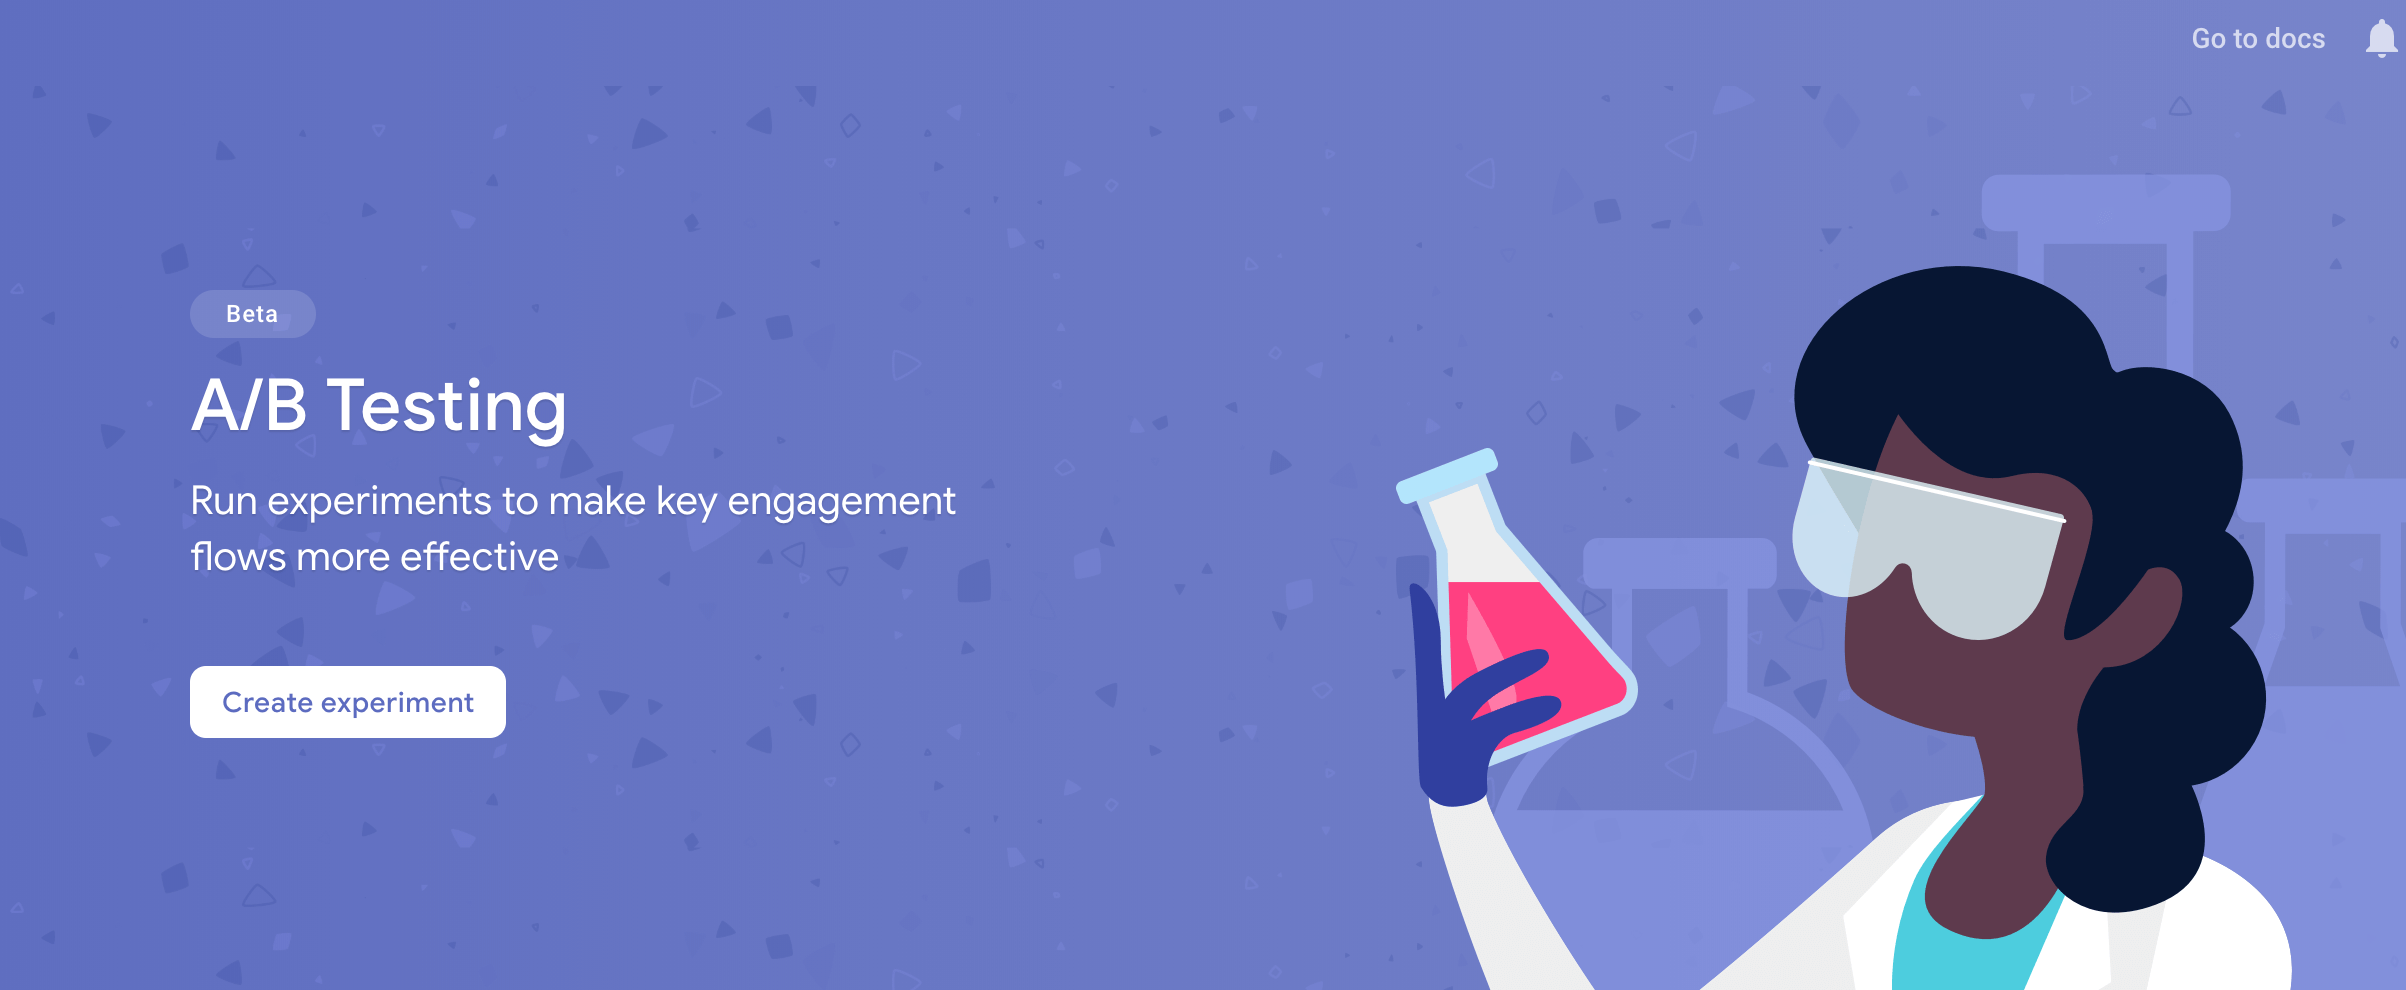 Go to docs
Beta
A/B Testing
Run experiments to make key engagement
flows more effective
Create experiment